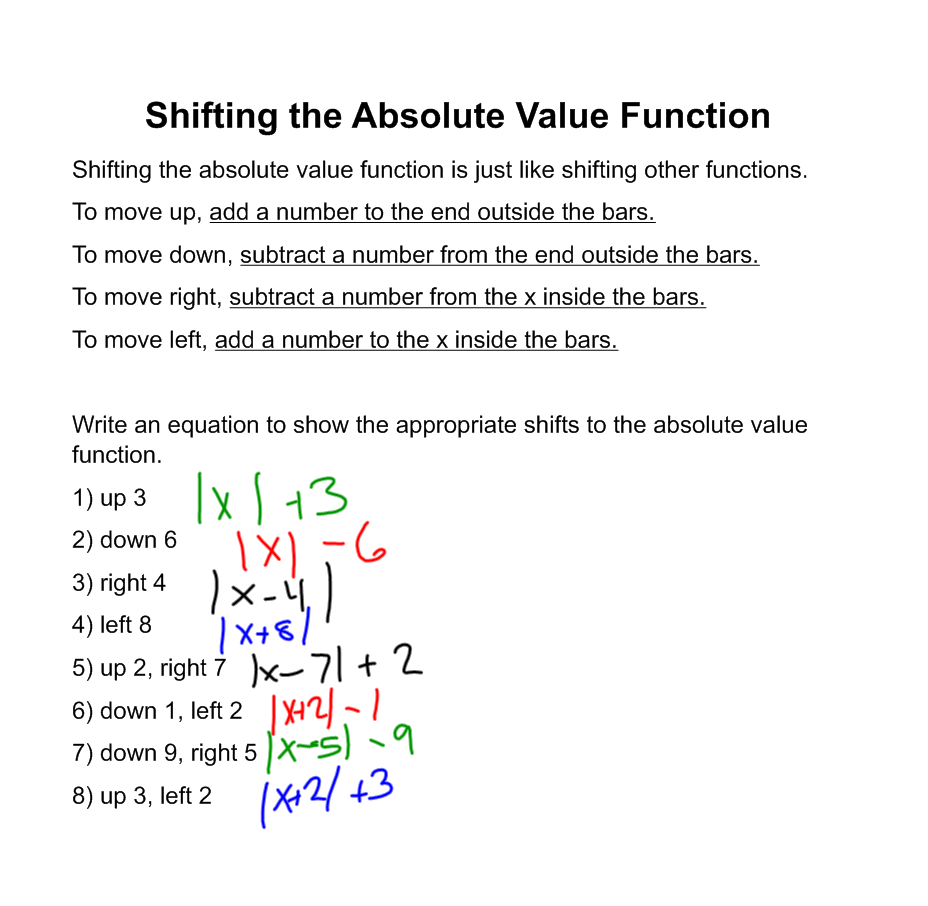 Shifting the Absolute Value Function
Shifting the absolute value function is just like shifting other functions.
To move up, add a number to the end outside the bars.
To move down, subtract a number from the end outside the bars.
To move right, subtract a number from the x inside the bars.
To move left, add a number to the x inside the bars.
Write an equation to show the appropriate shifts to the absolute value
function.
1) up 3 |x| +3
2) down 6 |x| -6
3) right 4 |x-4|
4) left 8 |x+8|
5) up 2, right 7 |x-7| + 2
6) down 1, left 2 |x+2| - 1
7) down 9, right 5 |x-5| - 9
8) up 3, left 2 |x+2| +3